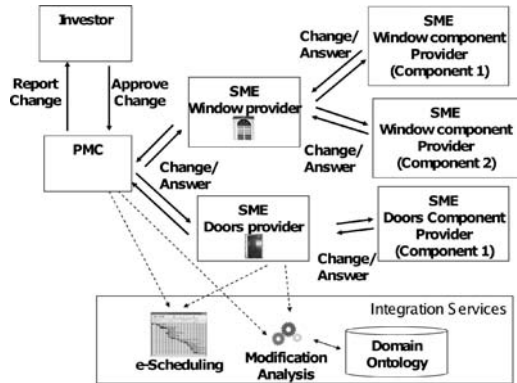 Investor
Report
Change
Approve
Change
PMC
SME
Window provider
Change/
Answer
Change/
Answer
SME
Window component
Provider
(Component 1)
SME
Window component
Provider
(Component 2)
Change/
Answer
SME
Doors provider
SME
Doors Component
Provider
(Component 1)
Change/
Answer
Integration Services
e-Scheduling
Modification
Analysis
Domain
Ontology